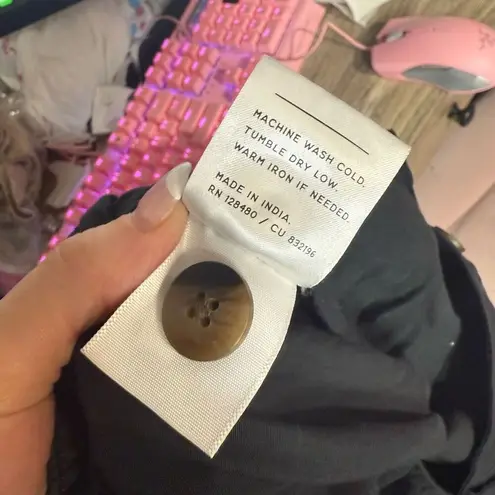 MACHINE WASH COLD.
TUMBLE DRY LOW.
WARM IRON IF NEEDED.
MADE IN INDIA.
RN 128480 / CU 832196